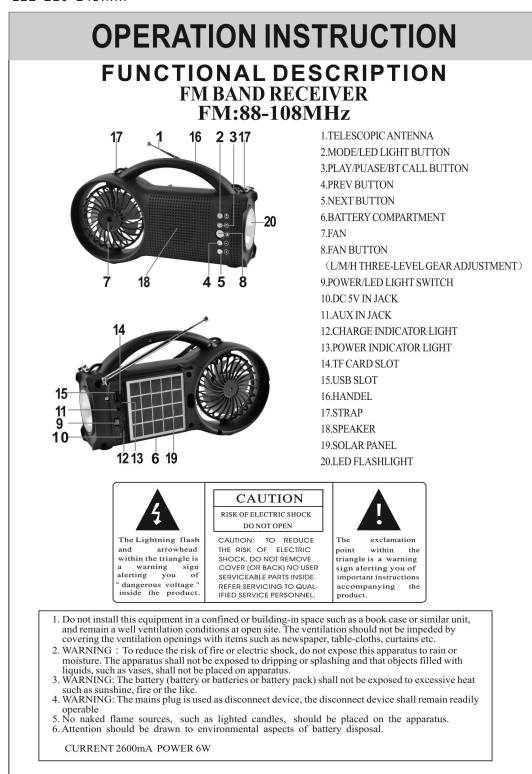 OPERATION INSTRUCTION
FUNCTIONAL DESCRIPTION
FM BAND RECEIVER
FM:88-108MHz
17 1 16 2 3 17
20
7 18 4 5 8
1.TELESCOPIC ANTENNA
2.MODE/LED LIGHT BUTTON
3.PLAY/PUASE/BT CALL BUTTON
4.PREV BUTTON
5.NEXT BUTTON
6.BATTERY COMPARTMENT
7.FAN
8.FAN BUTTON
（L/M/H THREE-LEVEL GEAR ADJUSTMENT）
9.POWER/LED LIGHT SWITCH
10.DC 5V IN JACK
11.AUX IN JACK
12.CHARGE INDICATOR LIGHT
13.POWER INDICATOR LIGHT
14.TF CARD SLOT
15.USB SLOT
16.HANDEL
17.STRAP
18.SPEAKER
19.SOLAR PANEL
20.LED FLASHLIGHT
14
15
11
9
10
12 13 6 19
The Lightning flash
and arrowhead
within the triangle is
a warning sign
alerting you of
" dangerous voltage "
inside the product.
CAUTION
RISK OF ELECTRIC SHOCK
DO NOT OPEN
CAUTION: TO REDUCE
THE RISK OF ELECTRIC
SHOCK, DO NOT REMOVE
COVER (OR BACK) NO USER
SERVICEABLE PARTS INSIDE.
REFER SERVICING TO QUAL-
IFIED SERVICE PERSONNEL.
!
The exclamation
point within the
triangle is a warning
sign alerting you of
important instructions
accompanying the
product.
1. Do not install this equipment in a confined or building-in space such as a book case or similar unit,
and remain a well ventilation conditions at open site. The ventilation should not be impeded by
covering the ventilation openings with items such as newspaper, table-cloths, curtains etc.
2. WARNING : To reduce the risk of fire or electric shock, do not expose this apparatus to rain or
moisture. The apparatus shall not be exposed to dripping or splashing and that objects filled with
liquids, such as vases, shall not be placed on apparatus.
3. WARNING: The battery (battery or batteries or battery pack) shall not be exposed to excessive heat
such as sunshine, fire or the like.
4. WARNING: The mains plug is used as disconnect device, the disconnect device shall remain readily
operable
5. No naked flame sources, such as lighted candles, should be placed on the apparatus.
6. Attention should be drawn to environmental aspects of battery disposal.
CURRENT 2600mA POWER 6W